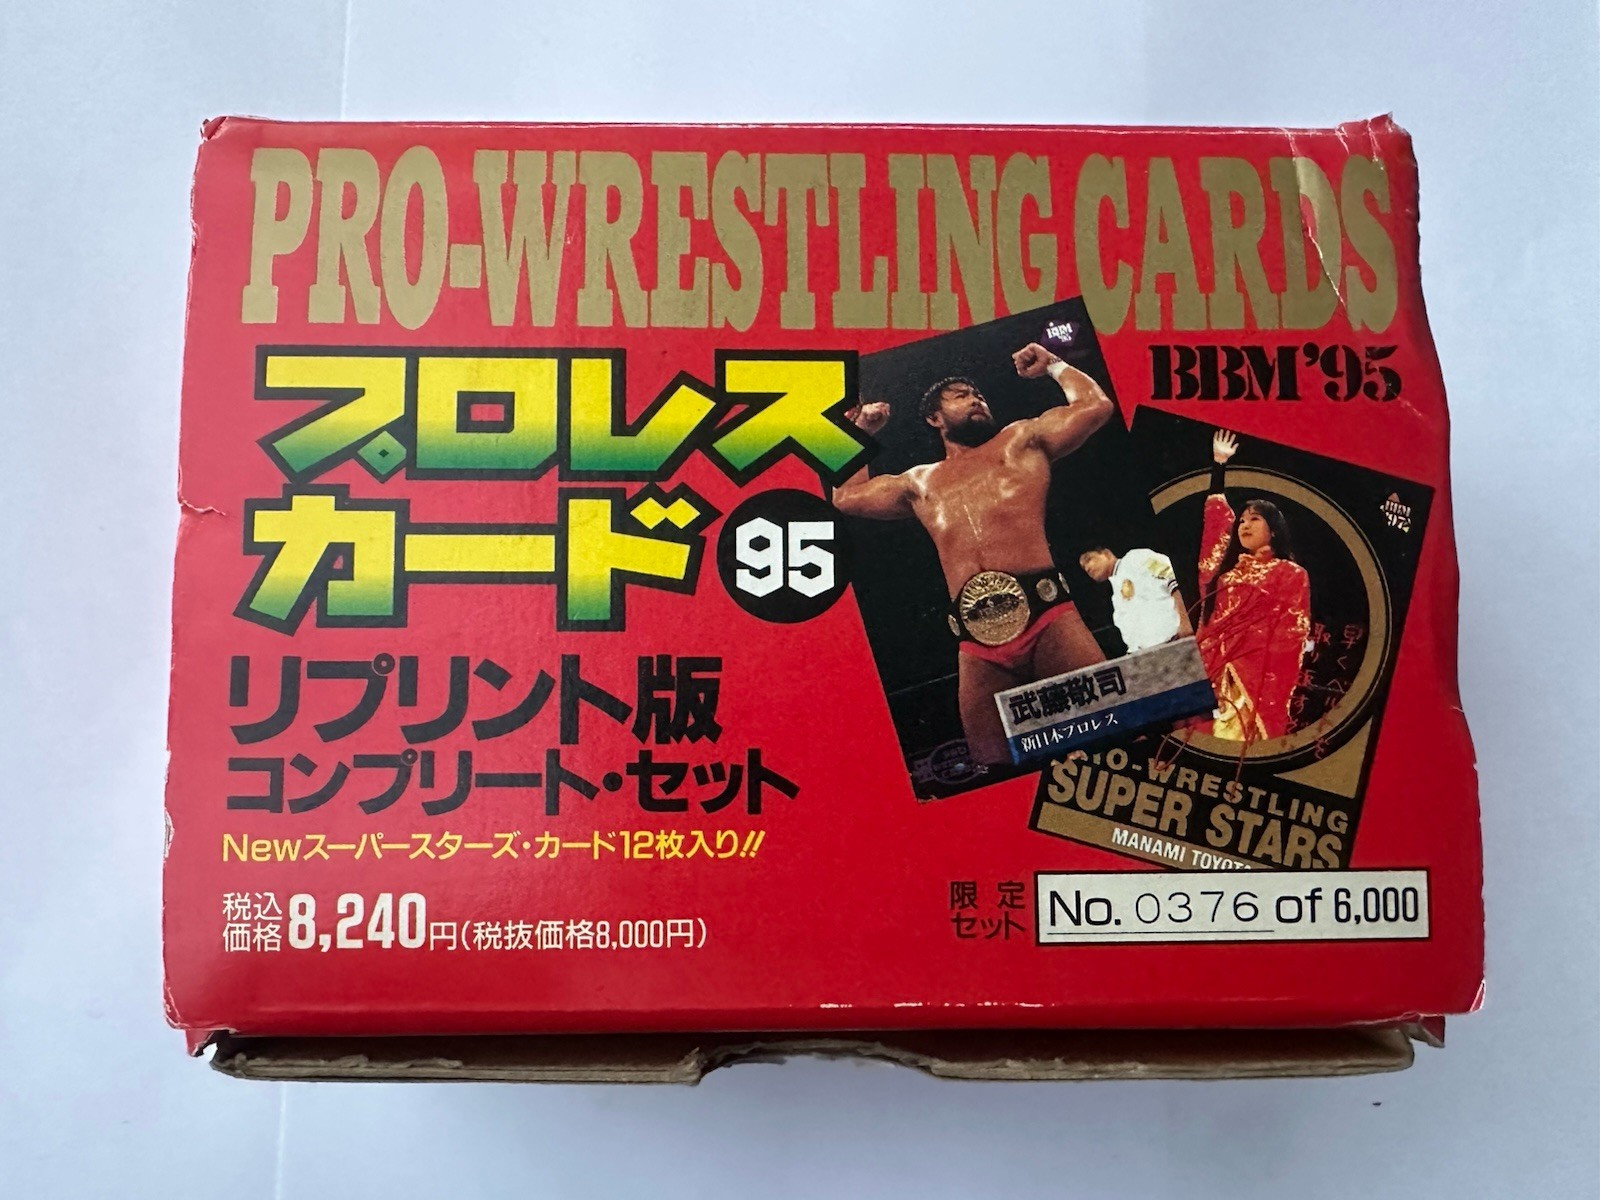 PRO-WRESTLING CARDS
BBM'95
プロレス
カード 95
リプリント版
コンプリート・セット
Newスーパースターズ・カード12枚入り!!
税込
価格 8,240円(税抜価格8,000円)
BBM
'95
武藤敬司
新日本プロレス
BBM
'97
PRO-WRESTLING
SUPER STARS
MANAMI TOYOTA
限定
セット
No. 0376 of 6,000